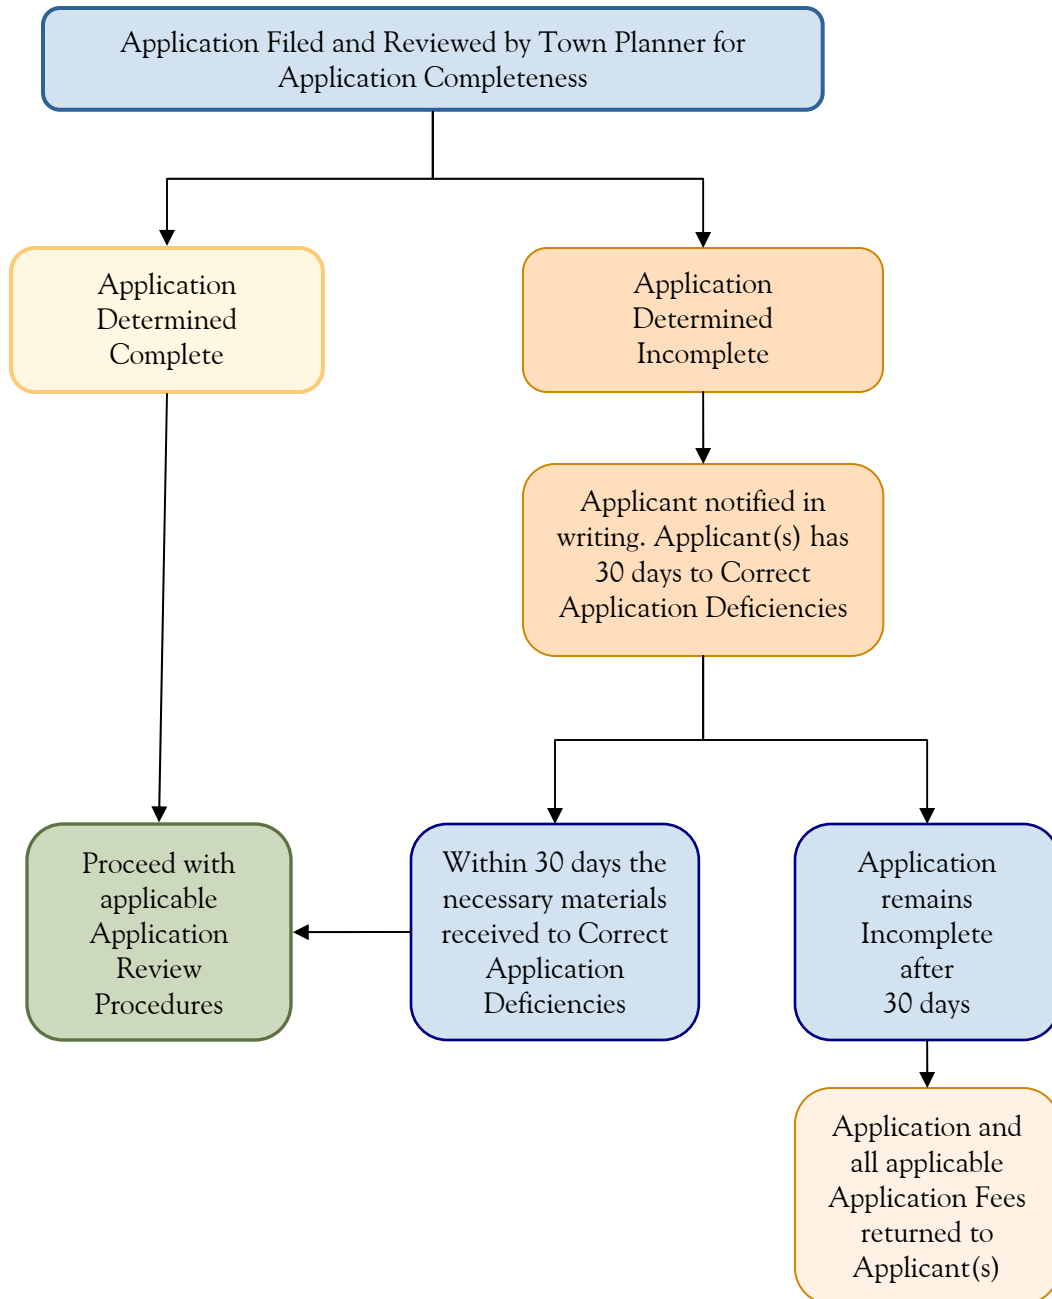 Application Filed and Reviewed by Town Planner for
Application Completeness
Application
Determined
Complete
Application
Determined
Incomplete
Applicant notified in
writing. Applicant(s) has
30 days to Correct
Application Deficiencies
Proceed with
applicable
Application
Review
Procedures
Within 30 days the
necessary materials
received to Correct
Application
Deficiencies
Application
remains
Incomplete
after
30 days
Application and
all applicable
Application Fees
returned to
Applicant(s)